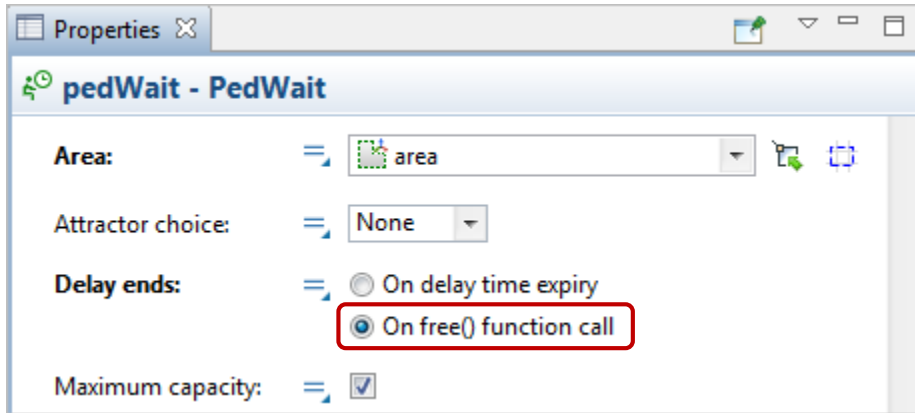 Properties
pedWait - PedWait
Area: area
Attractor choice: None
Delay ends: On delay time expiry
On free() function call
Maximum capacity: